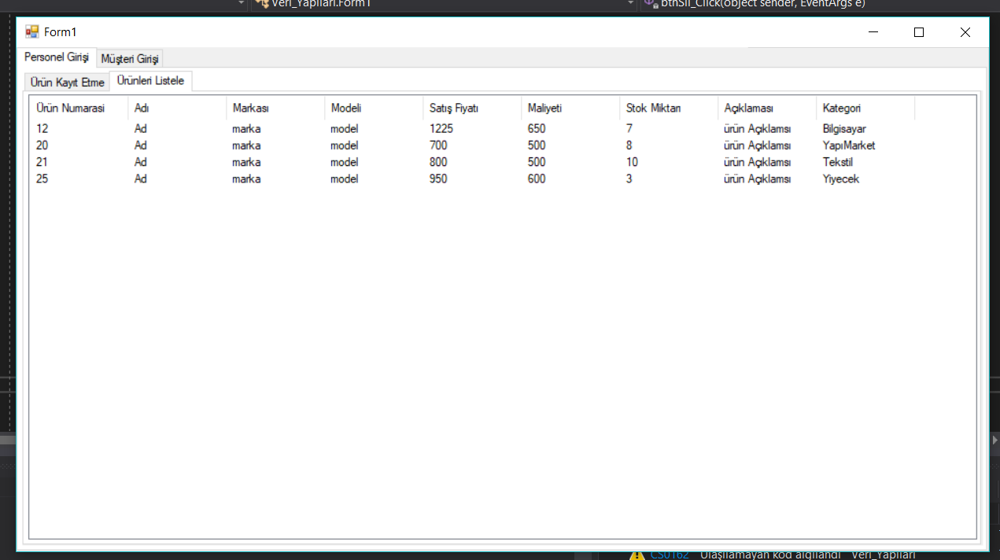 Veri_Yapilari.Form1 btnSil_Click(object sender, EventArgs e)
Form1
Personel Girişi Müşteri Girişi
Ürün Kayıt Etme Ürünleri Listele
Ürün Numarasi Adı Markası Modeli Satış Fiyatı Maliyeti Stok Miktarı Açıklaması Kategori
12 Ad marka model 1225 650 7 ürün Açıklamsı Bilgisayar
20 Ad marka model 700 500 8 ürün Açıklamsı YapıMarket
21 Ad marka model 800 500 10 ürün Açıklamsı Tekstil
25 Ad marka model 950 600 3 ürün Açıklamsı Yiyecek
CS0162 Ulaşılamayan kod algılandı Veri_Yapilari